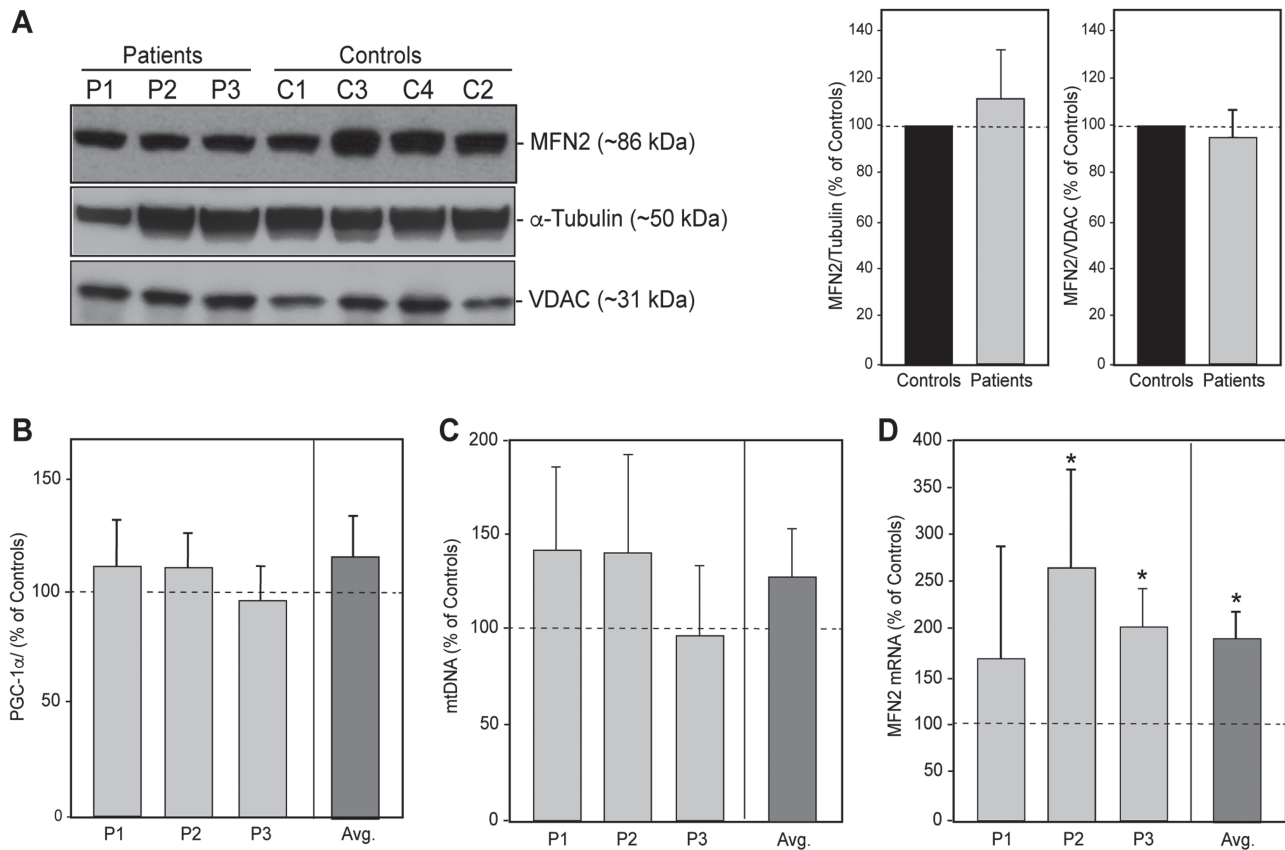 A
Patients Controls
P1 P2 P3 C1 C3 C4 C2
- MFN2 (~86 kDa)
- α-Tubulin (~50 kDa)
- VDAC (~31 kDa)
MFN2/Tubulin (% of Controls)
140
120
100
80
60
40
20
0
Controls Patients
MFN2/VDAC (% of Controls)
140
120
100
80
60
40
20
0
Controls Patients
B
PGC-1α/ (% of Controls)
150
100
50
0
P1 P2 P3 Avg.
C
mtDNA (% of Controls)
200
150
100
50
0
P1 P2 P3 Avg.
D
MFN2 mRNA (% of Controls)
400
350
300
250
200
150
100
50
0
* * *
P1 P2 P3 Avg.